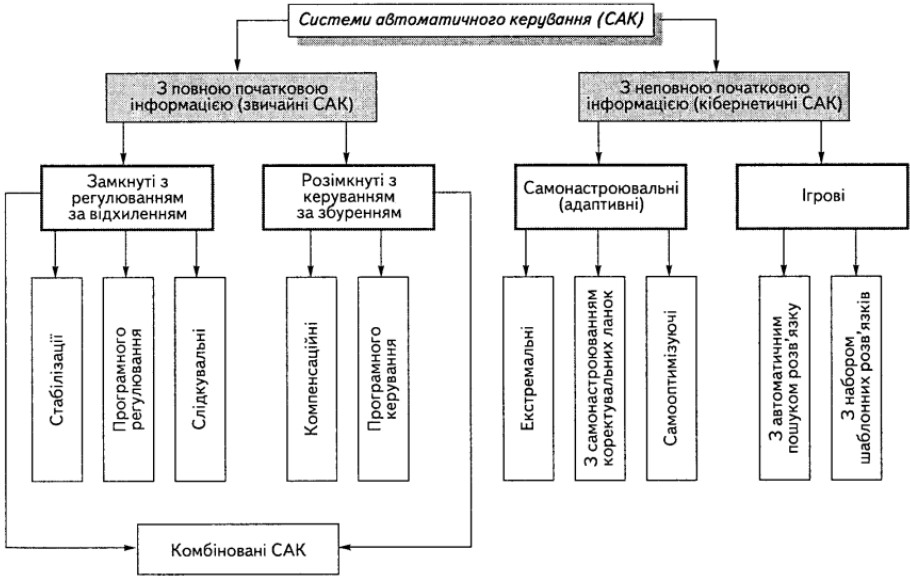 Системи автоматичного керування (САК)
З повною початковою
інформацією (звичайні САК)
З неповною початковою
інформацією (кібернетичні САК)
Замкнуті з
регулюванням
за відхиленням
Розімкнуті з
керуванням
за збуренням
Самонастроювальні
(адаптивні)
Ігрові
Стабілізації
Програмного
регулювання
Слідкувальні
Компенсаційні
Програмного
керування
Екстремальні
З самонастроюванням
коректувальних ланок
Самооптимізуючі
З автоматичним
пошуком розв'язку
З набором
шаблонних розв'язків
Комбіновані САК